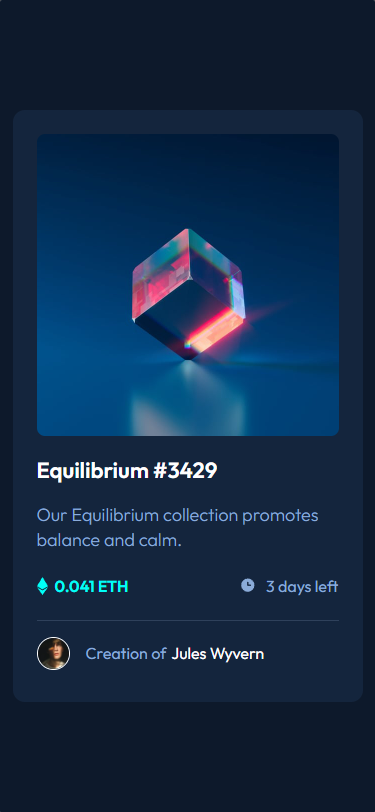 Equilibrium #3429
Our Equilibrium collection promotes
balance and calm.
0.041 ETH 3 days left
Creation of Jules Wyvern